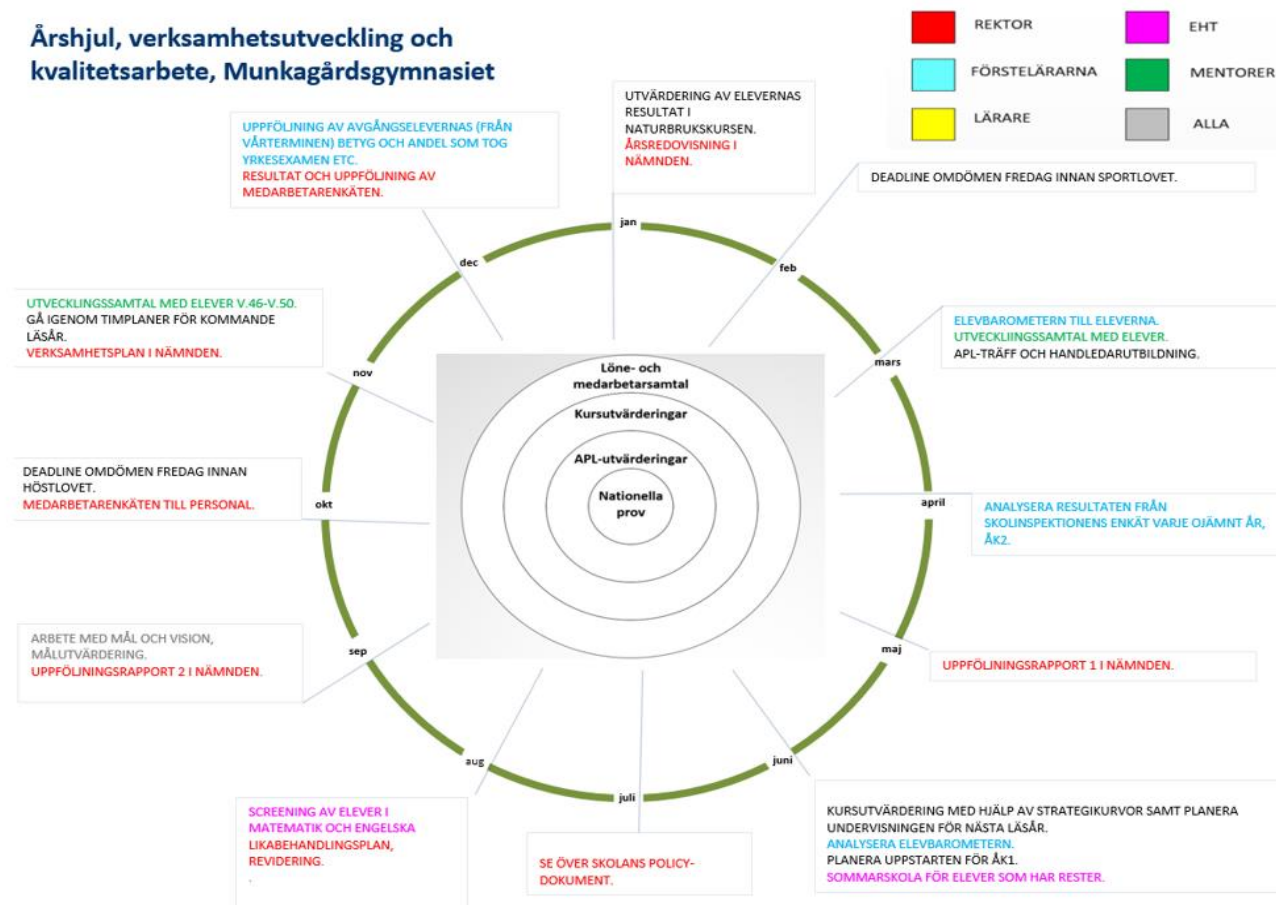 Årshjul, verksamhetsutveckling och
kvalitetsarbete, Munkagårdsgymnasiet
REKTOR
EHT
FÖRSTELÄRARNA
MENTORER
LÄRARE
ALLA
UPPFÖLJNING AV AVGÅNGSELEVERNAS (FRÅN
VÅRTERMINEN) BETYG OCH ANDEL SOM TOG
YRKESEXAMEN ETC.
RESULTAT OCH UPPFÖLJNING AV
MEDARBETARENKÄTEN.
UTVÄRDERING AV ELEVERNAS
RESULTAT I
NATURBRUKSKURSEN.
ÅRSREDOVISNING I
NÄMNDEN.
DEADLINE OMDÖMEN FREDAG INNAN SPORTLOVET.
jan
dec
feb
UTVECKLINGSSAMTAL MED ELEVER V.46-V.50.
GÅ IGENOM TIMPLANER FÖR KOMMANDE
LÄSÅR.
VERKSAMHETSPLAN I NÄMNDEN.
ELEVBAROMETERN TILL ELEVERNA.
UTVECKLIINGSSAMTAL MED ELEVER.
APL-TRÄFF OCH HANDLEDARUTBILDNING.
nov
mars
Löne- och
medarbetarsamtal
Kursutvärderingar
APL-utvärderingar
Nationella
prov
DEADLINE OMDÖMEN FREDAG INNAN
HÖSTLOVET.
MEDARBETARENKÄTEN TILL PERSONAL.
okt
april
ANALYSERA RESULTATEN FRÅN
SKOLINSPEKTIONENS ENKÄT VARJE OJÄMNT ÅR,
ÅK2.
ARBETE MED MÅL OCH VISION,
MÅLUTVÄRDERING.
UPPFÖLJNINGSRAPPORT 2 I NÄMNDEN.
sep
maj
UPPFÖLJNINGSRAPPORT 1 I NÄMNDEN.
aug
juli
juni
SCREENING AV ELEVER I
MATEMATIK OCH ENGELSKA
LIKABEHANDLINGSPLAN,
REVIDERING.
.
SE ÖVER SKOLANS POLICY-
DOKUMENT.
KURSUTVÄRDERING MED HJÄLP AV STRATEGIKURVOR SAMT PLANERA
UNDERVISNINGEN FÖR NÄSTA LÄSÅR.
ANALYSERA ELEVBAROMETERN.
PLANERA UPPSTARTEN FÖR ÅK1.
SOMMARSKOLA FÖR ELEVER SOM HAR RESTER.